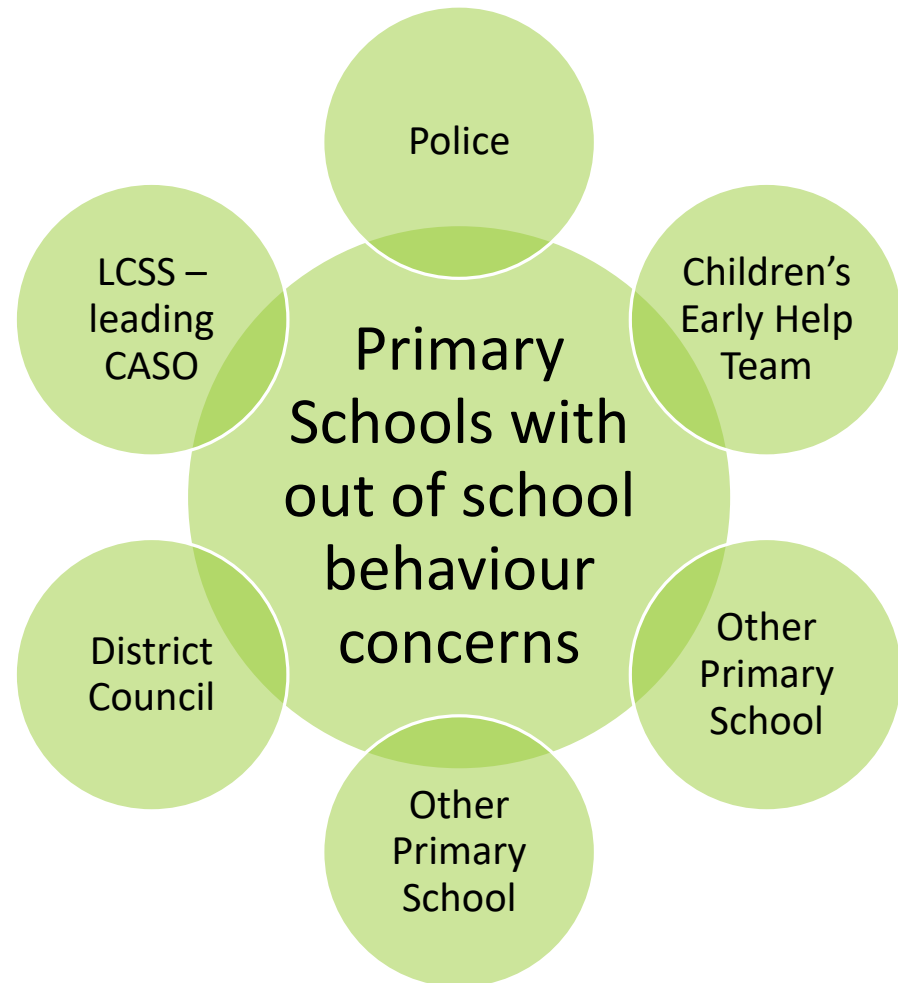 Police
LCSS –
leading
CASO
Children’s
Early Help
Team
Primary
Schools with
out of school
behaviour
concerns
District
Council
Other
Primary
School
Other
Primary
School